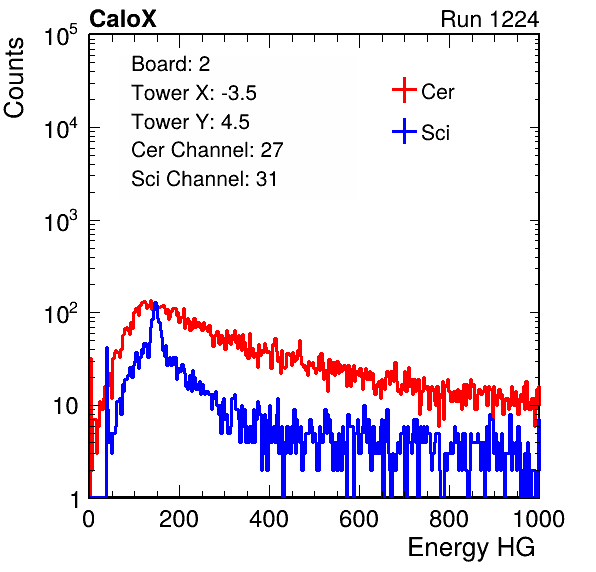 CaloX Run 1224
Counts
Board: 2
Tower X: -3.5
Tower Y: 4.5
Cer Channel: 27
Sci Channel: 31
Cer
Sci
10^5
10^4
10^3
10^2
10
1
0 200 400 600 800 1000
Energy HG